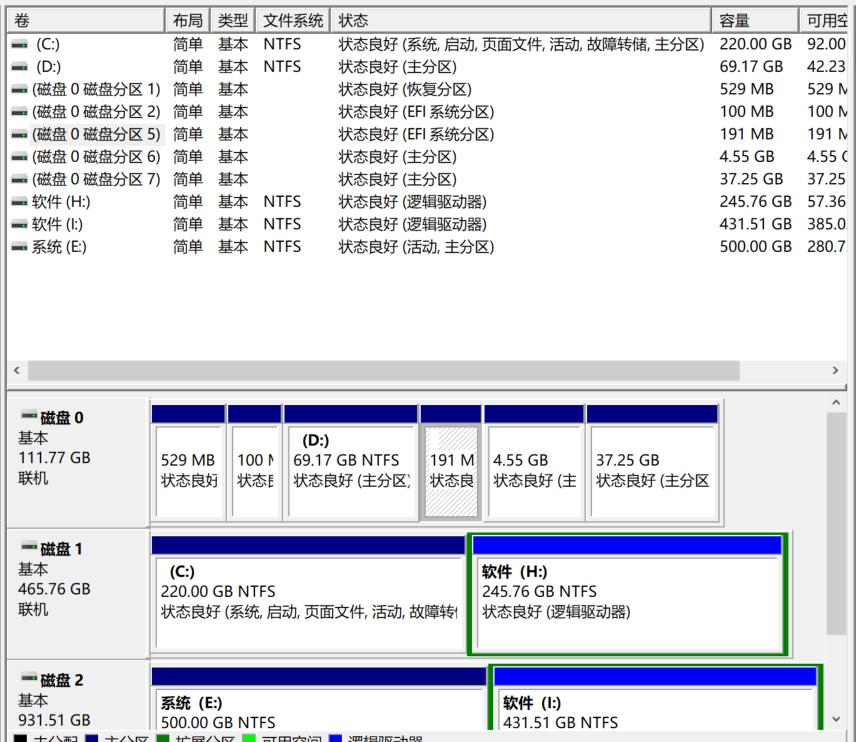 卷 布局 类型 文件系统 状态 容量 可用空
(C:) 简单 基本 NTFS 状态良好 (系统, 启动, 页面文件, 活动, 故障转储, 主分区) 220.00 GB 92.00
(D:) 简单 基本 NTFS 状态良好 (主分区) 69.17 GB 42.23
(磁盘 0 磁盘分区 1) 简单 基本 状态良好 (恢复分区) 529 MB 529 M
(磁盘 0 磁盘分区 2) 简单 基本 状态良好 (EFI 系统分区) 100 MB 100 M
(磁盘 0 磁盘分区 5) 简单 基本 状态良好 (EFI 系统分区) 191 MB 191 M
(磁盘 0 磁盘分区 6) 简单 基本 状态良好 (主分区) 4.55 GB 4.55 G
(磁盘 0 磁盘分区 7) 简单 基本 状态良好 (主分区) 37.25 GB 37.25
软件 (H:) 简单 基本 NTFS 状态良好 (逻辑驱动器) 245.76 GB 57.36
软件 (I:) 简单 基本 NTFS 状态良好 (逻辑驱动器) 431.51 GB 385.0
系统 (E:) 简单 基本 NTFS 状态良好 (活动, 主分区) 500.00 GB 280.7
磁盘 0
基本
111.77 GB
联机
529 MB
状态良好
100 M
状态良
(D:)
69.17 GB NTFS
状态良好 (主分区)
191 M
状态良
4.55 GB
状态良好 (主
37.25 GB
状态良好 (主分区
磁盘 1
基本
465.76 GB
联机
(C:)
220.00 GB NTFS
状态良好 (系统, 启动, 页面文件, 活动, 故障转
软件 (H:)
245.76 GB NTFS
状态良好 (逻辑驱动器)
磁盘 2
基本
931.51 GB
系统 (E:)
500.00 GB NTFS
软件 (I:)
431.51 GB NTFS
未分配 主分区 扩展分区 可用空间 逻辑驱动器